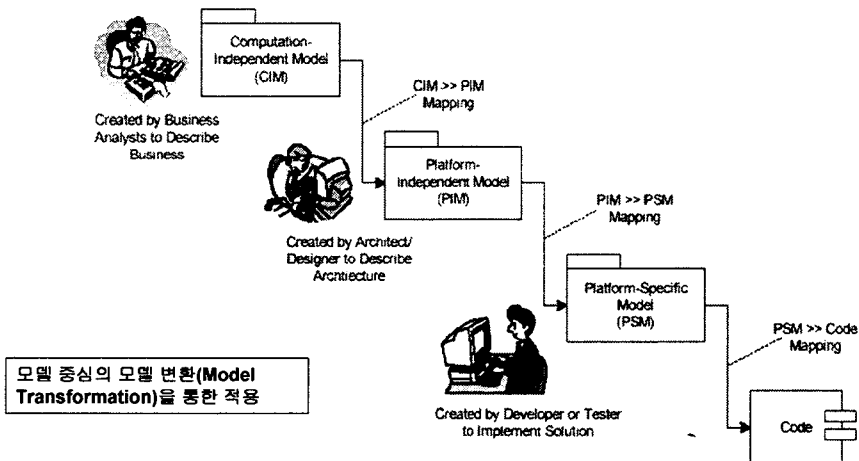 Computation-
Independent Model
(CIM)
CIM >> PIM
Mapping
Created by Business
Analysts to Describe
Business
Platform-
Independent Model
(PIM)
PIM >> PSM
Mapping
Created by Architect/
Designer to Describe
Architecture
Platform-Specific
Model
(PSM)
PSM >> Code
Mapping
모델 중심의 모델 변환(Model
Transformation)을 통한 적용
Created by Developer or Tester
to Implement Solution
Code